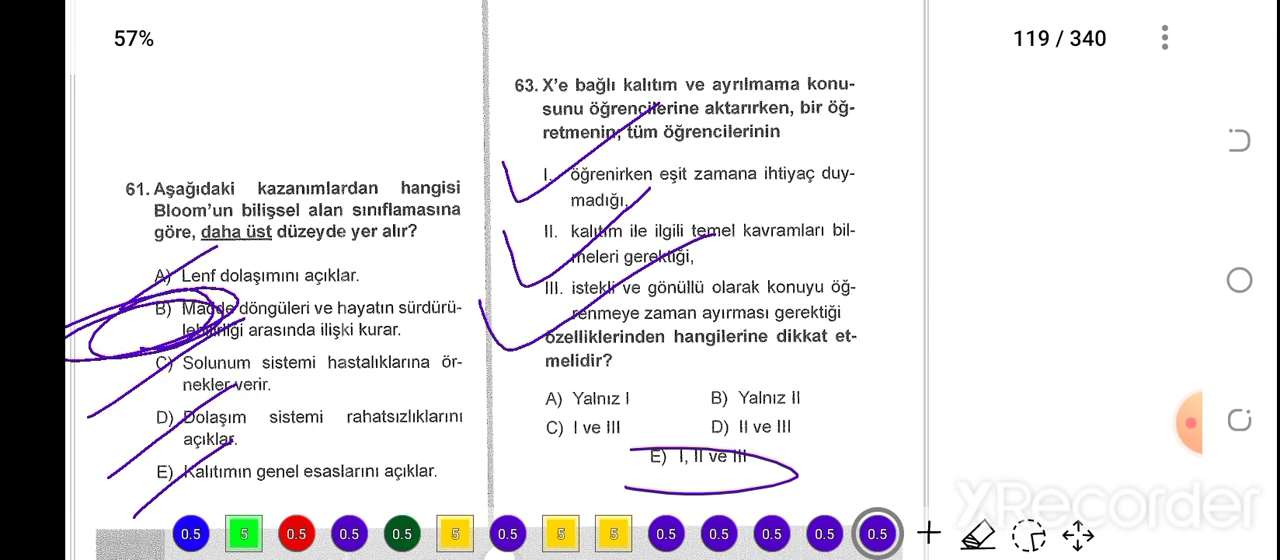 57%
119 / 340
61. Aşağıdaki kazanımlardan hangisi
Bloom'un bilişsel alan sınıflamasına
göre, daha üst düzeyde yer alır?
A) Lenf dolaşımını açıklar.
B) Madde döngüleri ve hayatın sürdürü-
lebilirliği arasında ilişki kurar.
C) Solunum sistemi hastalıklarına ör-
nekler verir.
D) Dolaşım sistemi rahatsızlıklarını
açıklar.
E) Kalıtımın genel esaslarını açıklar.
63. X'e bağlı kalıtım ve ayrılmama konu-
sunu öğrencilerine aktarırken, bir öğ-
retmenin; tüm öğrencilerinin
I. öğrenirken eşit zamana ihtiyaç duy-
madığı,
II. kalıtım ile ilgili temel kavramları bil-
meleri gerektiği,
III. istekli ve gönüllü olarak konuyu öğ-
renmeye zaman ayırması gerektiği
özelliklerinden hangilerine dikkat et-
melidir?
A) Yalnız I
B) Yalnız II
C) I ve III
D) II ve III
E) I, II ve III
0.5 5 0.5 0.5 0.5 5 0.5 5 5 0.5 0.5 0.5 0.5 0.5
XRecorder